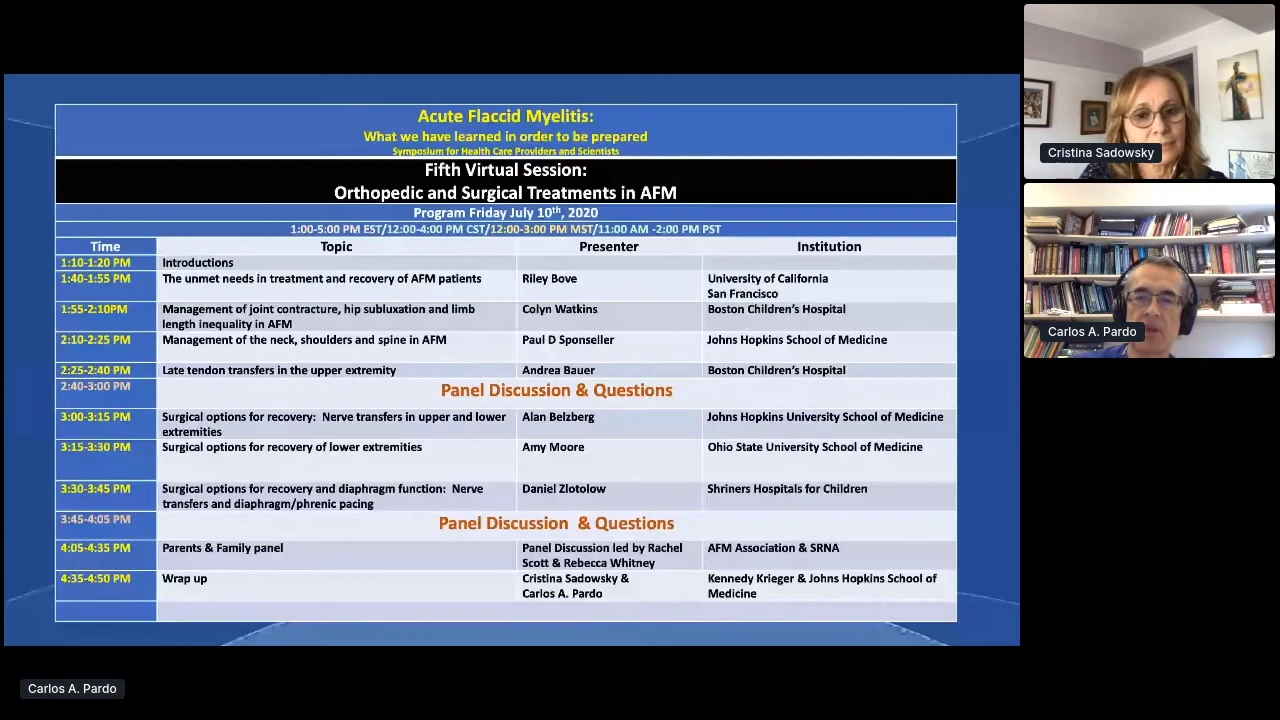 Acute Flaccid Myelitis:
What we have learned in order to be prepared
Symposium for Health Care Providers and Scientists
Fifth Virtual Session:
Orthopedic and Surgical Treatments in AFM
Program Friday July 10th, 2020
1:00-5:00 PM EST/12:00-4:00 PM CST/12:00-3:00 PM MST/11:00 AM -2:00 PM PST
Time Topic Presenter Institution
1:10-1:20 PM Introductions
1:40-1:55 PM The unmet needs in treatment and recovery of AFM patients Riley Bove University of California
San Francisco
1:55-2:10PM Management of joint contracture, hip subluxation and limb Colyn Watkins Boston Children's Hospital
length inequality in AFM
2:10-2:25 PM Management of the neck, shoulders and spine in AFM Paul D Sponseller Johns Hopkins School of Medicine
2:25-2:40 PM Late tendon transfers in the upper extremity Andrea Bauer Boston Children's Hospital
2:40-3:00 PM Panel Discussion & Questions
3:00-3:15 PM Surgical options for recovery: Nerve transfers in upper and lower Alan Belzberg Johns Hopkins University School of Medicine
extremities
3:15-3:30 PM Surgical options for recovery of lower extremities Amy Moore Ohio State University School of Medicine
3:30-3:45 PM Surgical options for recovery and diaphragm function: Nerve Daniel Zlotolow Shriners Hospitals for Children
transfers and diaphragm/phrenic pacing
3:45-4:05 PM Panel Discussion & Questions
4:05-4:35 PM Parents & Family panel Panel Discussion led by Rachel AFM Association & SRNA
Scott & Rebecca Whitney
4:35-4:50 PM Wrap up Cristina Sadowsky & Kennedy Krieger & Johns Hopkins School of
Carlos A. Pardo Medicine
Cristina Sadowsky
Carlos A. Pardo
Carlos A. Pardo